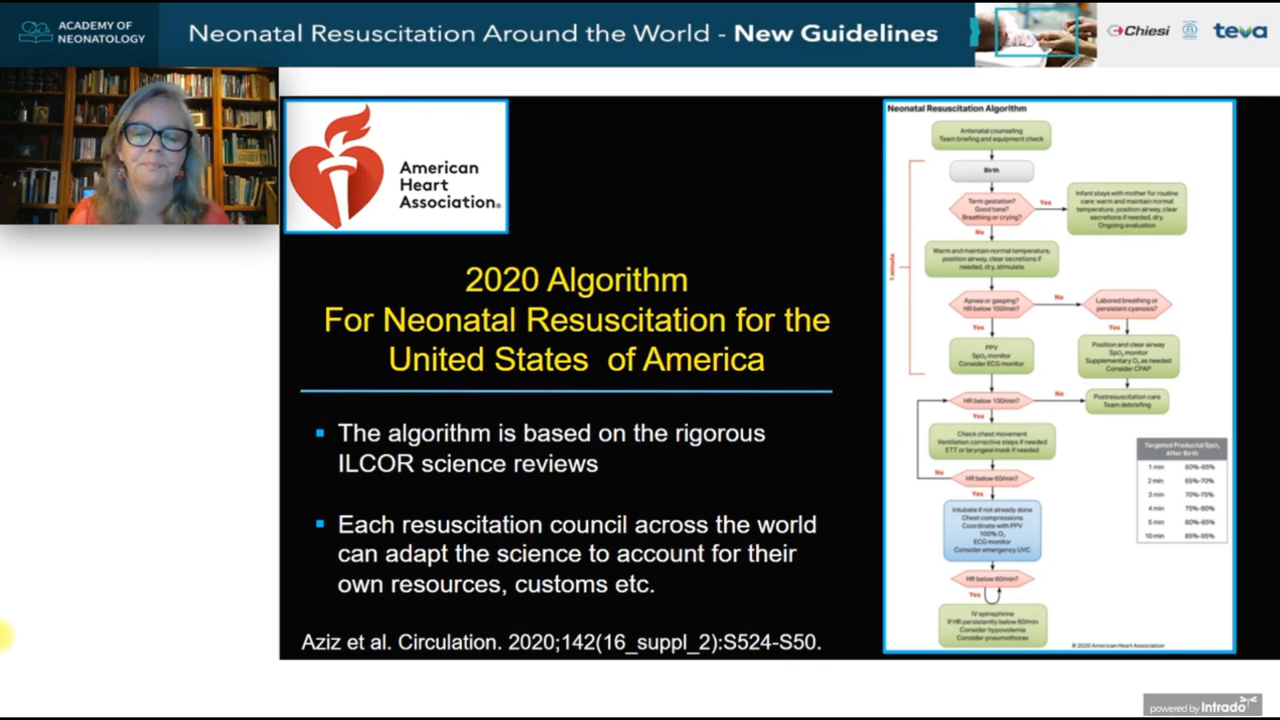 ACADEMY OF
NEONATOLOGY
Neonatal Resuscitation Around the World - New Guidelines
Chiesi
teva
American
Heart
Association®
2020 Algorithm
For Neonatal Resuscitation for the
United States of America
The algorithm is based on the rigorous
ILCOR science reviews
Each resuscitation council across the world
can adapt the science to account for their
own resources, customs etc.
Aziz et al. Circulation. 2020;142(16_suppl_2):S524-S50.
Neonatal Resuscitation Algorithm
Antenatal counseling
Team briefing and equipment check
Birth
1 minute
Term gestation?
Good tone?
Breathing or crying?
Yes
Infant stays with mother for routine
care: warm and maintain normal
temperature, position airway, clear
secretions if needed, dry.
Ongoing evaluation
No
Warm and maintain normal temperature,
position airway, clear secretions if
needed, dry, stimulate
Apnea or gasping?
HR below 100/min?
No
Labored breathing or
persistent cyanosis?
Yes
Yes
PPV
SpO₂ monitor
Consider ECG monitor
Position and clear airway
SpO₂ monitor
Supplementary O₂ as needed
Consider CPAP
HR below 100/min?
No
Postresuscitation care
Team debriefing
Yes
Check chest movement
Ventilation corrective steps if needed
ETT or laryngeal mask if needed
No
HR below 60/min?
Yes
Intubate if not already done
Chest compressions
Coordinate with PPV
100% O₂
ECG monitor
Consider emergency UVC
HR below 60/min?
Yes
IV epinephrine
If HR persistently below 60/min
Consider hypovolemia
Consider pneumothorax
Targeted Preductal SpO₂
After Birth
1 min 60%-65%
2 min 65%-70%
3 min 70%-75%
4 min 75%-80%
5 min 80%-85%
10 min 85%-95%
© 2020 American Heart Association
powered by Intrado